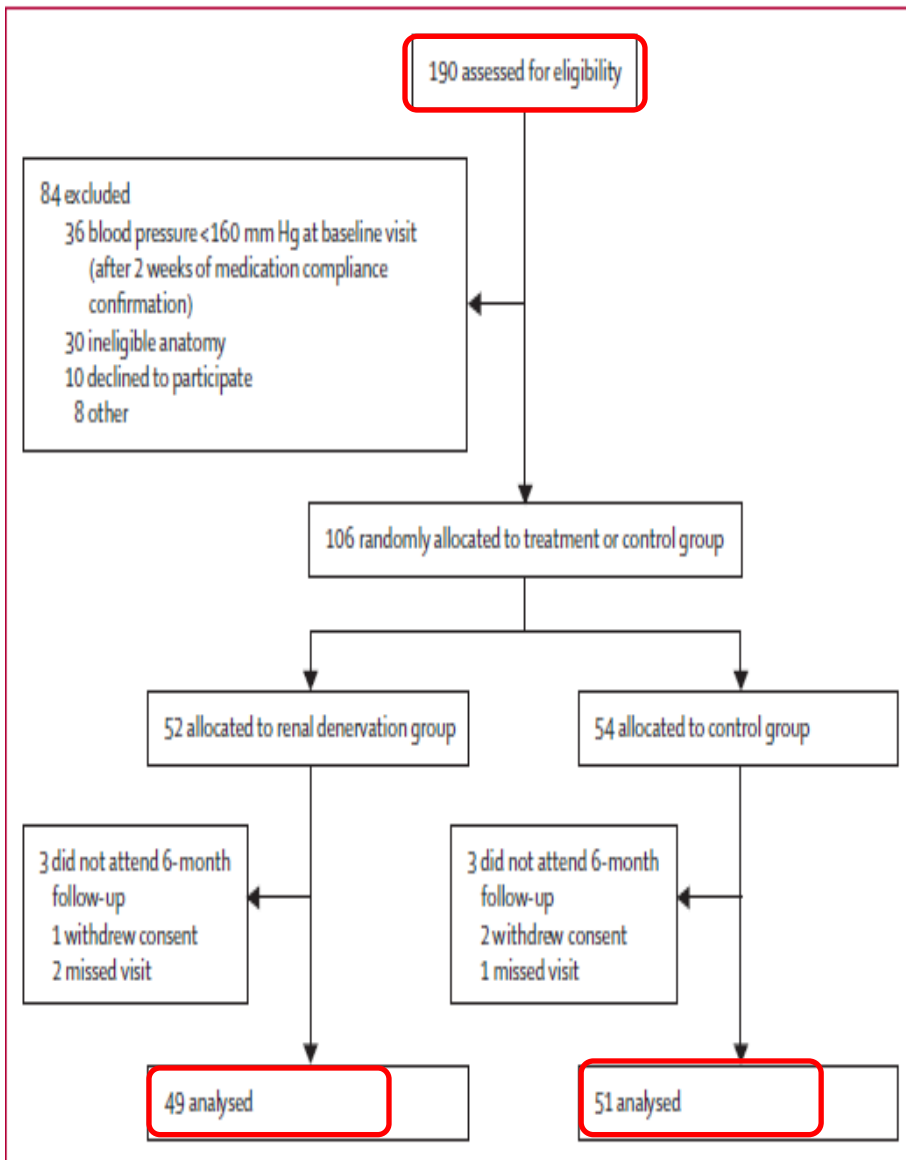 190 assessed for eligibility
84 excluded
36 blood pressure <160 mm Hg at baseline visit
(after 2 weeks of medication compliance
confirmation)
30 ineligible anatomy
10 declined to participate
8 other
106 randomly allocated to treatment or control group
52 allocated to renal denervation group
54 allocated to control group
3 did not attend 6-month
follow-up
1 withdrew consent
2 missed visit
3 did not attend 6-month
follow-up
2 withdrew consent
1 missed visit
49 analysed
51 analysed